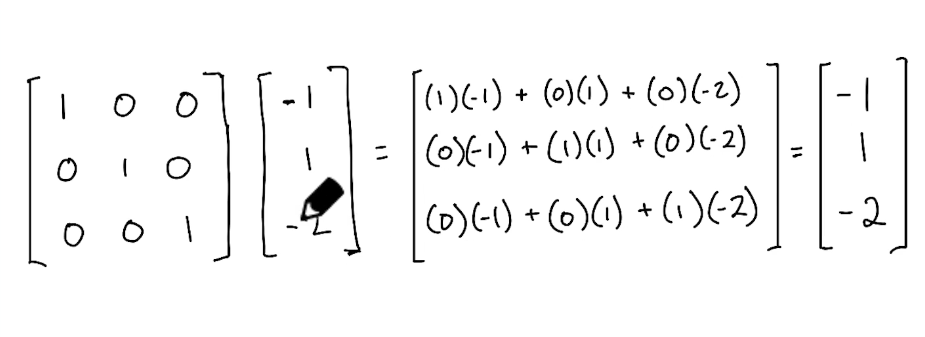 [1 0 0] [-1] = [(1)(-1) + (0)(1) + (0)(-2)] = [-1]
[0 1 0] [1] [(0)(-1) + (1)(1) + (0)(-2)] [1]
[0 0 1] [-2] [(0)(-1) + (0)(1) + (1)(-2)] [-2]